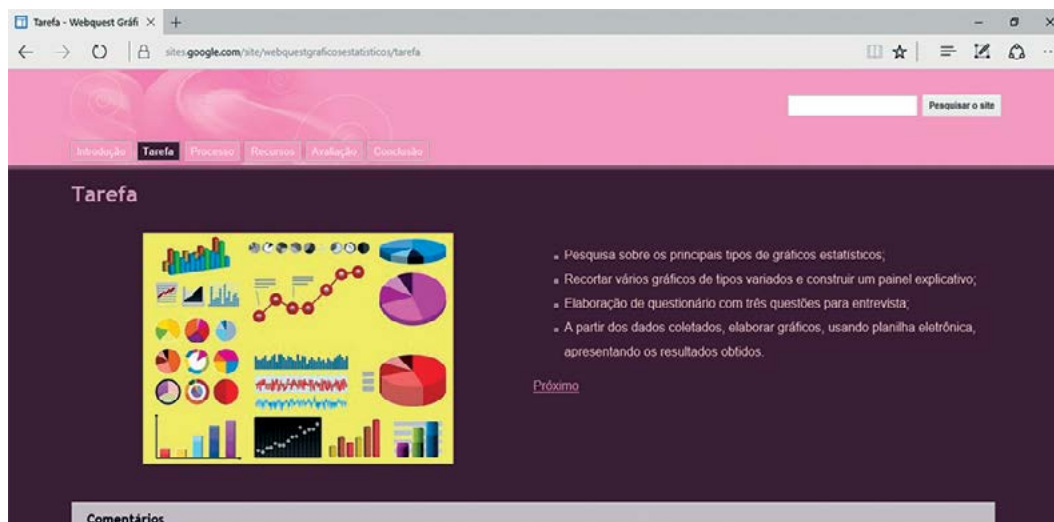 Tarefa - Webquest Gráfi
sites.google.com/site/webquestgraficosestatisticos/tarefa
Pesquisar o site
Introdução Tarefa Processo Recursos Avaliação Conclusão
Tarefa
Pesquisa sobre os principais tipos de gráficos estatísticos;
Recortar vários gráficos de tipos variados e construir um painel explicativo;
Elaboração de questionário com três questões para entrevista;
A partir dos dados coletados, elaborar gráficos, usando planilha eletrônica,
apresentando os resultados obtidos.
Próximo
Comentários